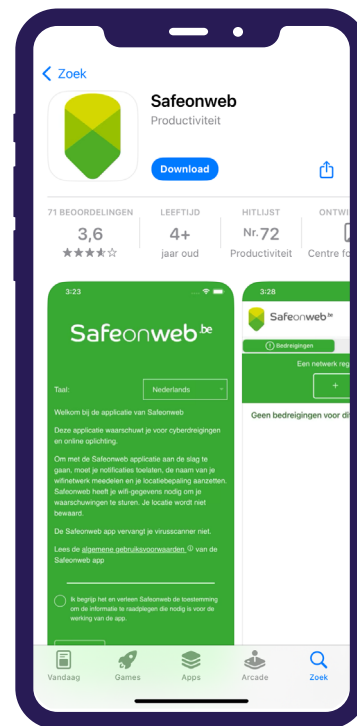 Zoek
Safeonweb
Productiviteit
Download
71 BEOORDELINGEN
LEEFTIJD
HITLIJST
ONTWI
3,6
4+
Nr. 72
jaar oud
Productiviteit
Centre fo
3:23
Safeonweb.be
Taal:
Nederlands
Welkom bij de applicatie van Safeonweb
Deze applicatie waarschuwt je voor cyberdreigingen
en online oplichting.
Om met de Safeonweb applicatie aan de slag te
gaan, moet je notificaties toelaten, de naam van je
wifinetwerk meedelen en je locatiebepaling aanzetten.
Safeonweb heeft je wifi-gegevens nodig om je
waarschuwingen te sturen. Je locatie wordt niet
bewaard.
De Safeonweb app vervangt je virusscanner niet.
Lees de algemene gebruiksvoorwaarden van de
Safeonweb app
Ik begrijp het en verleen Safeonweb de toestemming
om de informatie te raadplegen die nodig is voor de
werking van de app.
3:28
Safeonweb.be
Bedreigingen
Een netwerk reg
+
Geen bedreigingen voor di
Vandaag
Games
Apps
Arcade
Zoek